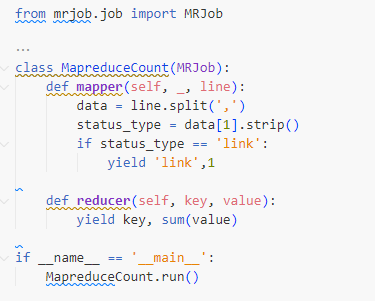 from mrjob.job import MRJob
...
class MapreduceCount(MRJob):
    def mapper(self, _, line):
        data = line.split(',')
        status_type = data[1].strip()
        if status_type == 'link':
            yield 'link',1
    def reducer(self, key, value):
        yield key, sum(value)
if __name__ == '__main__':
    MapreduceCount.run()